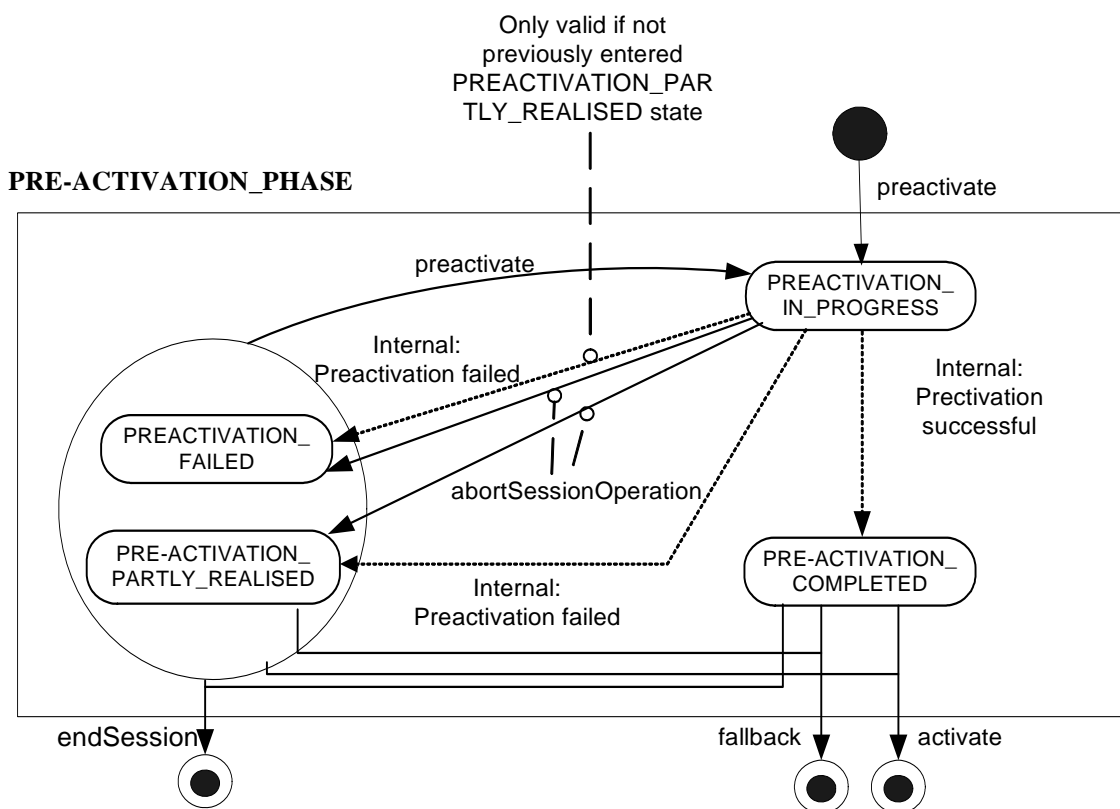 Only valid if not
previously entered
PREACTIVATION_PAR
TLY_REALISED state
PRE-ACTIVATION_PHASE
preactivate
preactivate
PREACTIVATION_
IN_PROGRESS
Internal:
Preactivation failed
Internal:
Prectivation
successful
PREACTIVATION_
FAILED
abortSessionOperation
PRE-ACTIVATION_
PARTLY_REALISED
PRE-ACTIVATION_
COMPLETED
Internal:
Preactivation failed
endSession
fallback
activate